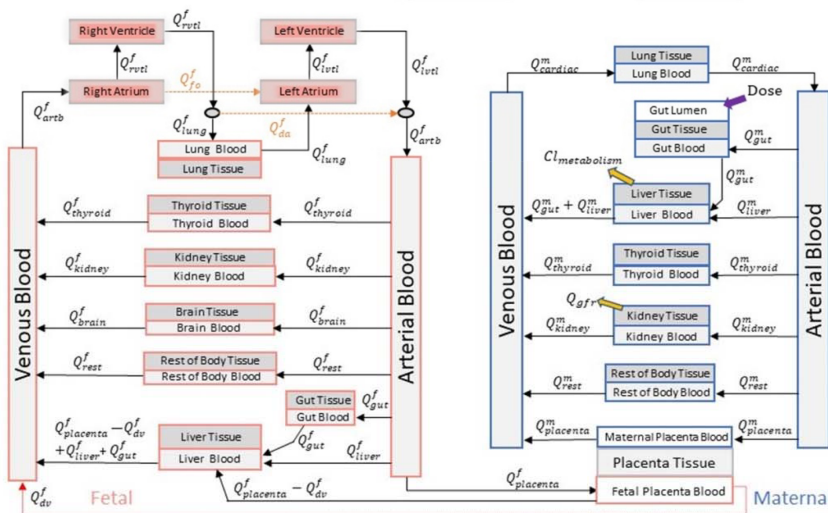 Right Ventricle
Q^f_rvtl
Left Ventricle
Q^f_rvtl
Q^f_fo
Q^f_lvtl
Q^f_lvtl
Right Atrium
Left Atrium
Q^f_artb
Q^f_lung
Q^f_da
Q^f_artb
Lung Blood
Q^f_lung
Lung Tissue
Venous Blood
Arterial Blood
Q^f_thyroid
Thyroid Tissue
Thyroid Blood
Q^f_thyroid
Q^f_kidney
Kidney Tissue
Kidney Blood
Q^f_kidney
Q^f_brain
Brain Tissue
Brain Blood
Q^f_brain
Q^f_rest
Rest of Body Tissue
Rest of Body Blood
Q^f_rest
Gut Tissue
Gut Blood
Q^f_gut
Q^f_gut
Q^f_placenta − Q^f_dv
+Q^f_liver + Q^f_gut
Liver Tissue
Liver Blood
Q^f_liver
Q^f_dv
Fetal
Q^f_placenta − Q^f_dv
Q^f_placenta
Q^m_cardiac
Lung Tissue
Lung Blood
Q^m_cardiac
Dose
Gut Lumen
Gut Tissue
Gut Blood
Q^m_gut
Q^m_gut
Cl_metabolism
Venous Blood
Arterial Blood
Q^m_gut + Q^m_liver
Liver Tissue
Liver Blood
Q^m_liver
Q^m_thyroid
Thyroid Tissue
Thyroid Blood
Q^m_thyroid
Q_gfr
Q^m_kidney
Kidney Tissue
Kidney Blood
Q^m_kidney
Q^m_rest
Rest of Body Tissue
Rest of Body Blood
Q^m_rest
Q^m_placenta
Maternal Placenta Blood
Q^m_placenta
Placenta Tissue
Fetal Placenta Blood
Materna